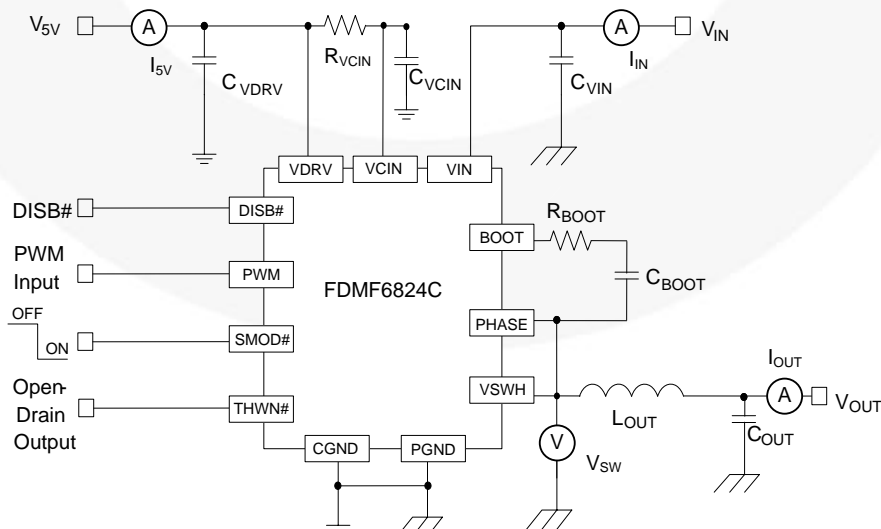 V5V
A
I5V
CVDRV
RVCIN
CVCIN
CVIN
A
IIN
VIN
VDRV
VCIN
VIN
DISB#
DISB#
PWM
Input
PWM
OFF
ON
SMOD#
Open-
Drain
Output
THWN#
FDMF6824C
BOOT
RBOOT
CBOOT
PHASE
VSWH
LOUT
IOUT
A
VOUT
COUT
V
VSW
CGND
PGND